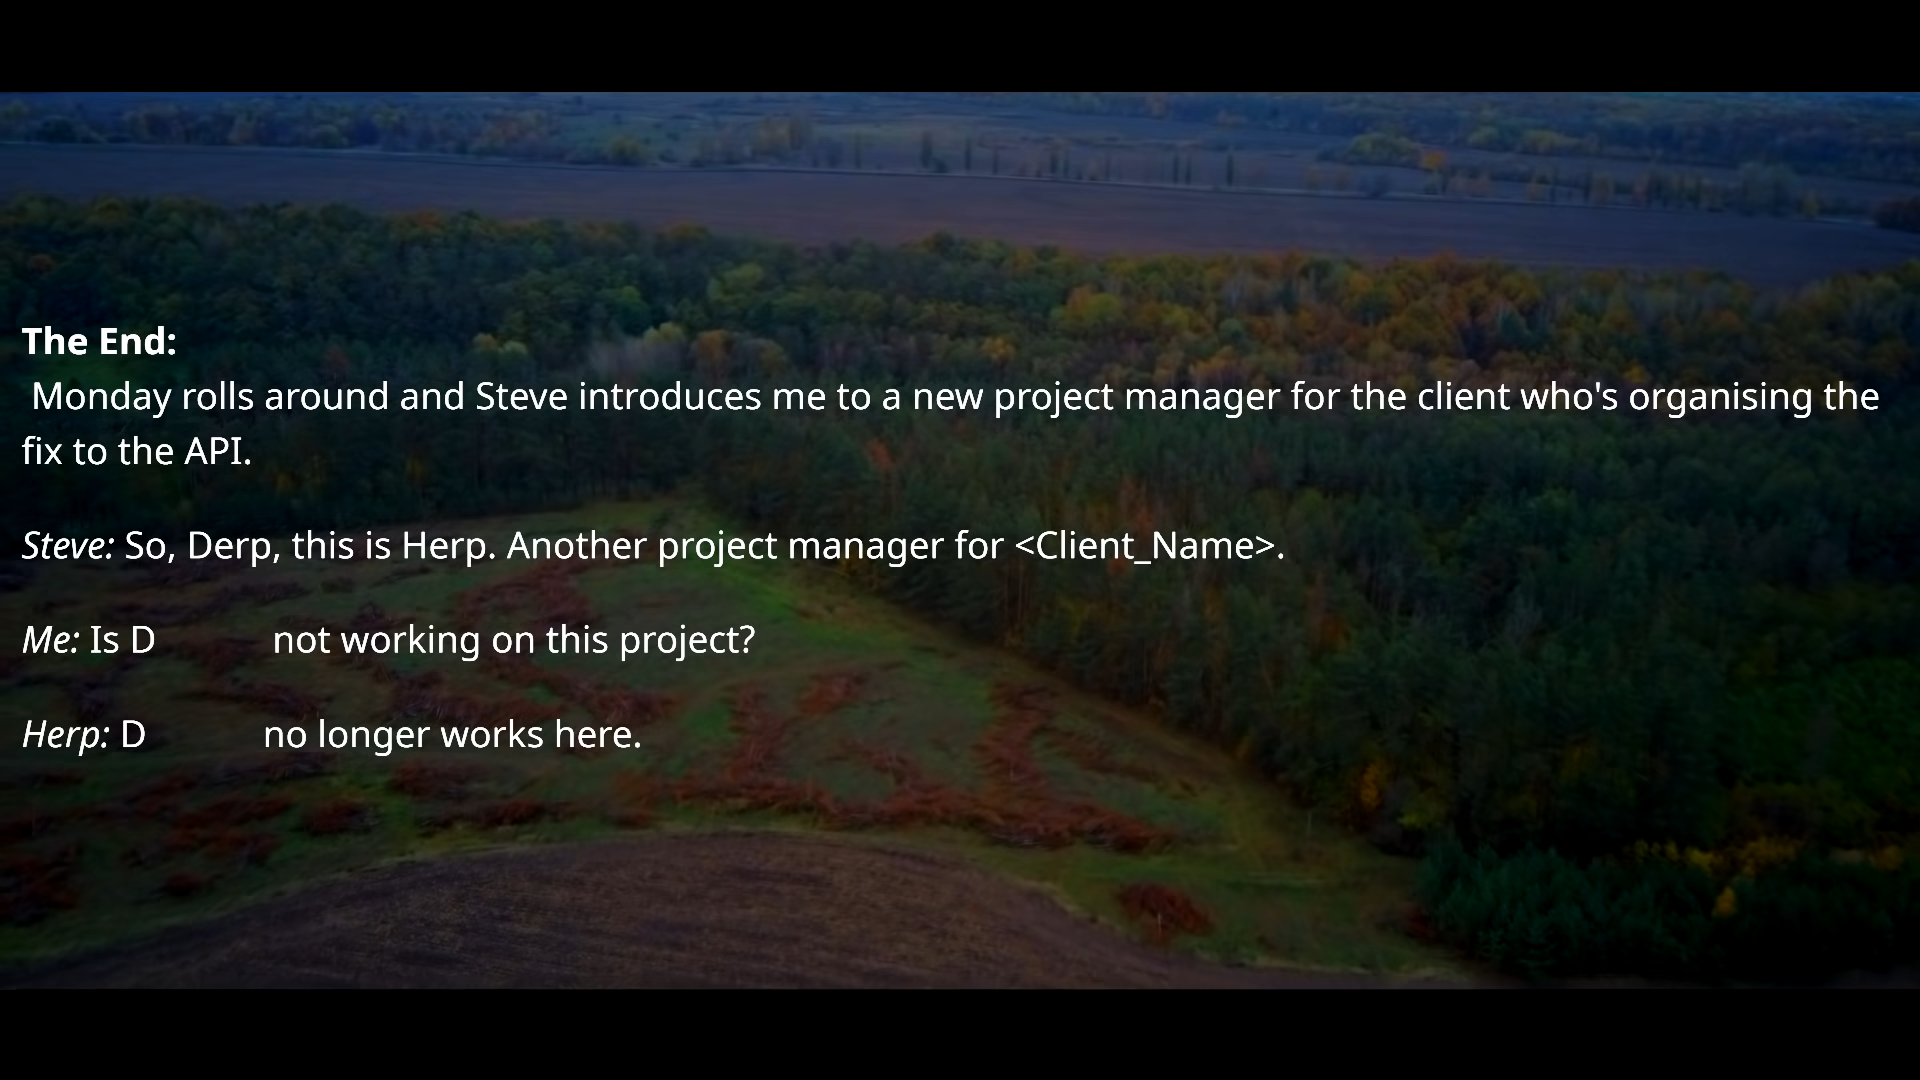 The End:
Monday rolls around and Steve introduces me to a new project manager for the client who's organising the
fix to the API.
Steve: So, Derp, this is Herp. Another project manager for <Client_Name>.
Me: Is D not working on this project?
Herp: D no longer works here.